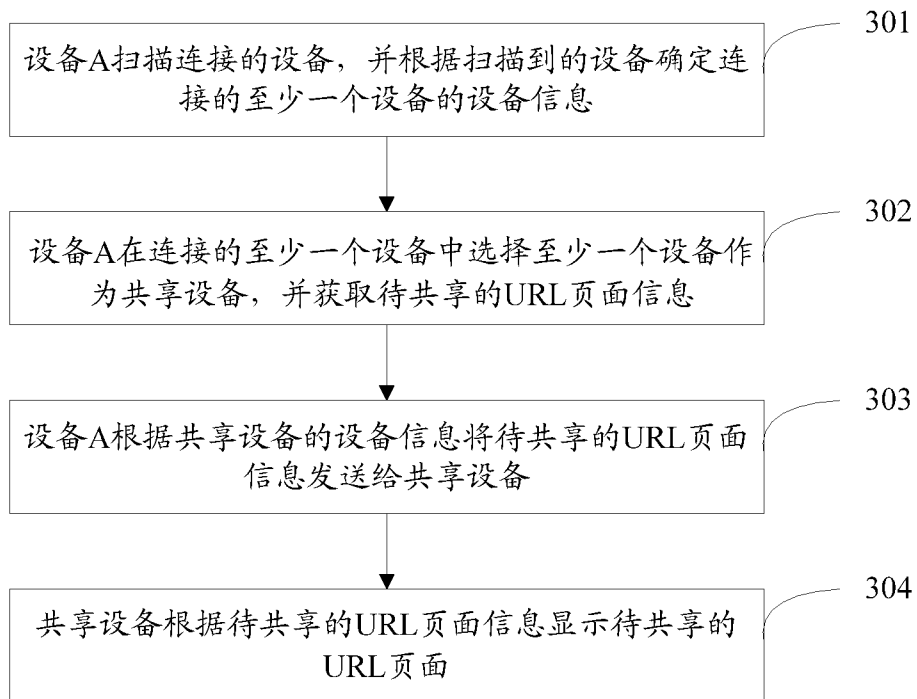 301
设备A扫描连接的设备，并根据扫描到的设备确定连
接的至少一个设备的设备信息
302
设备A在连接的至少一个设备中选择至少一个设备作
为共享设备，并获取待共享的URL页面信息
303
设备A根据共享设备的设备信息将待共享的URL页面
信息发送给共享设备
304
共享设备根据待共享的URL页面信息显示待共享的
URL页面